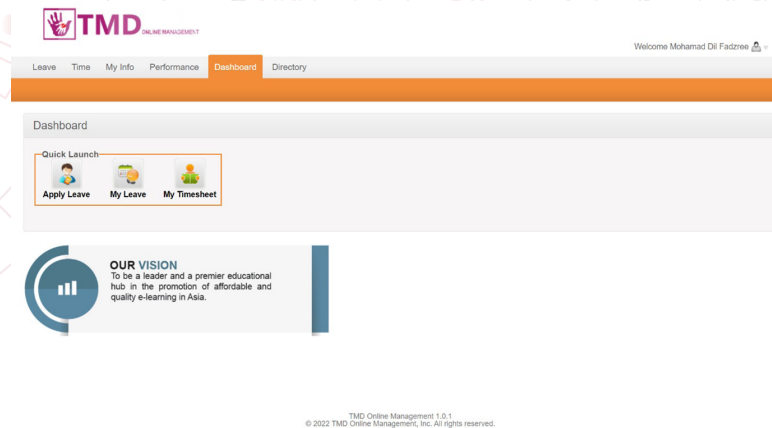 TMD ONLINE MANAGEMENT
Welcome Mohamad Dil Fadzree
Leave Time My Info Performance Dashboard Directory
Dashboard
Quick Launch
Apply Leave My Leave My Timesheet
OUR VISION
To be a leader and a premier educational
hub in the promotion of affordable and
quality e-learning in Asia.
TMD Online Management 1.0.1
© 2022 TMD Online Management, Inc. All rights reserved.